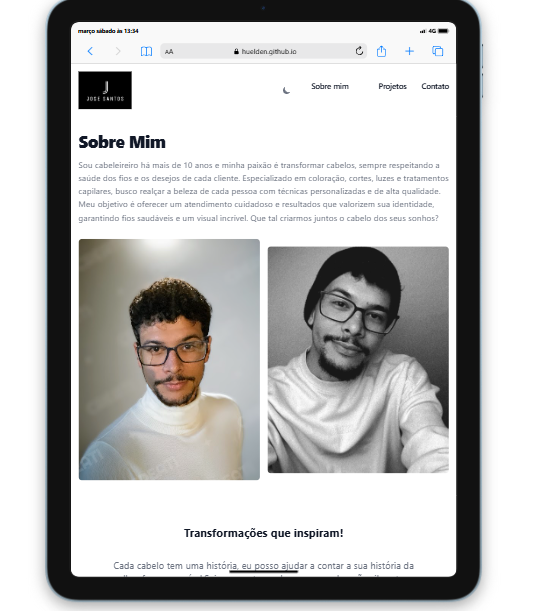 março sábado às 13:34
4G
AA
huelden.github.io
JOSE SANTOS
Sobre mim
Projetos
Contato
Sobre Mim
Sou cabeleireiro há mais de 10 anos e minha paixão é transformar cabelos, sempre respeitando a
saúde dos fios e os desejos de cada cliente. Especializado em coloração, cortes, luzes e tratamentos
capilares, busco realçar a beleza de cada pessoa com técnicas personalizadas e de alta qualidade.
Meu objetivo é oferecer um atendimento cuidadoso e resultados que valorizem sua identidade,
garantindo fios saudáveis e um visual incrível. Que tal criarmos juntos o cabelo dos seus sonhos?
Transformações que inspiram!
Cada cabelo tem uma história, eu posso ajudar a contar a sua história da